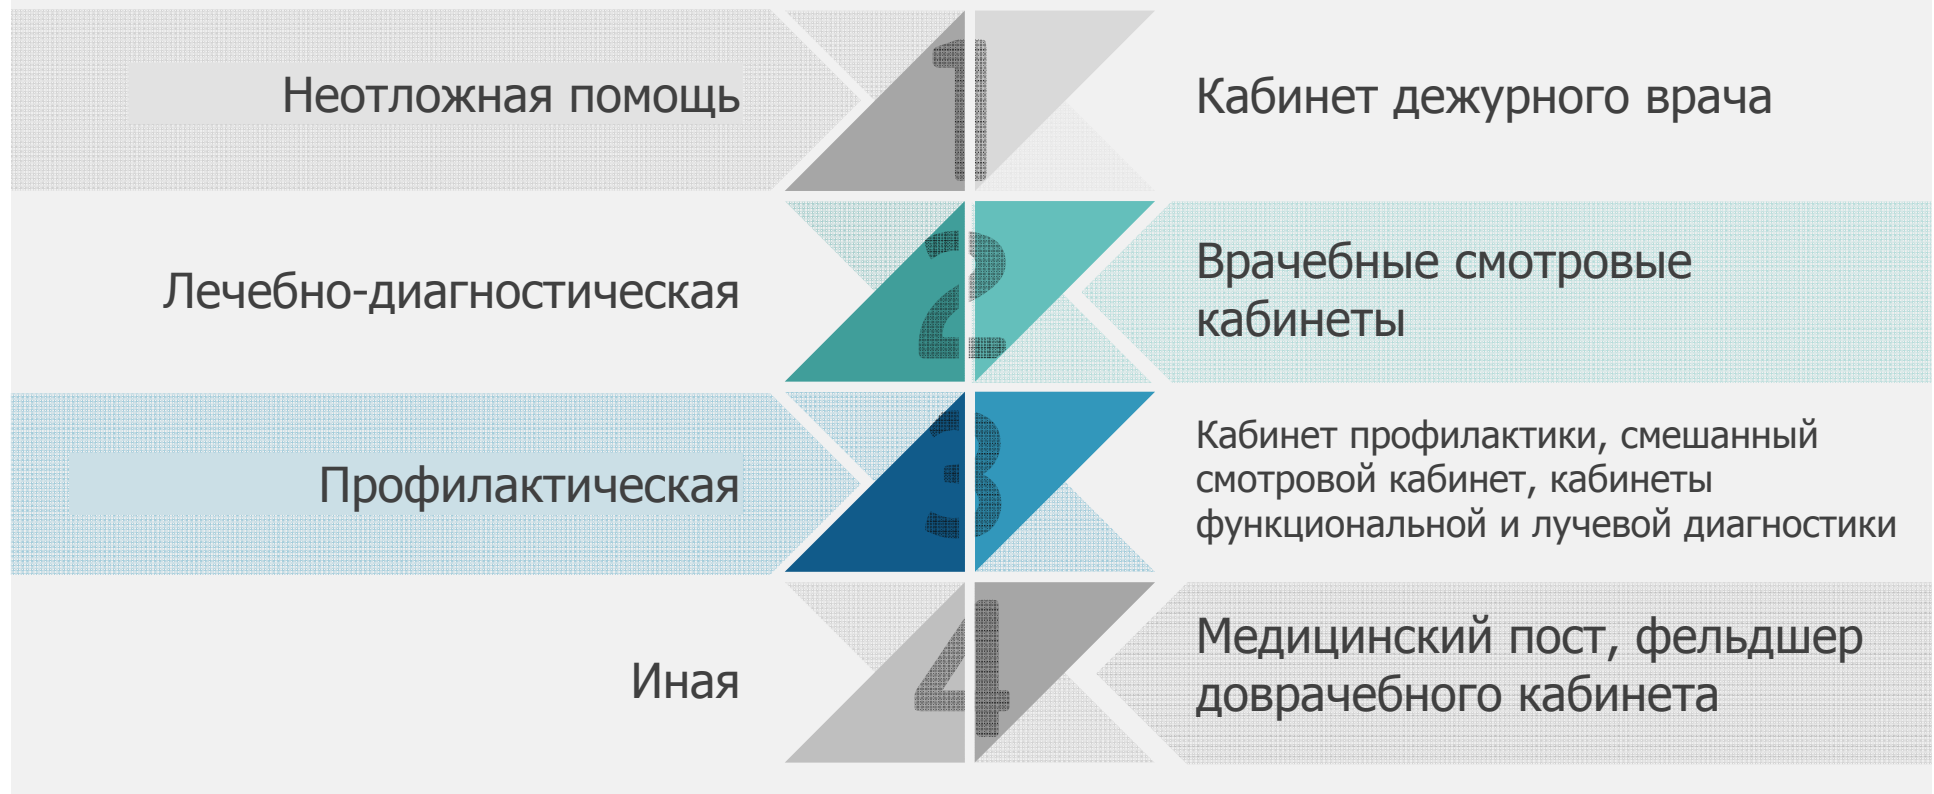 Неотложная помощь
1
Кабинет дежурного врача
Лечебно-диагностическая
2
Врачебные смотровые
кабинеты
Профилактическая
3
Кабинет профилактики, смешанный
смотровой кабинет, кабинеты
функциональной и лучевой диагностики
Иная
4
Медицинский пост, фельдшер
доврачебного кабинета